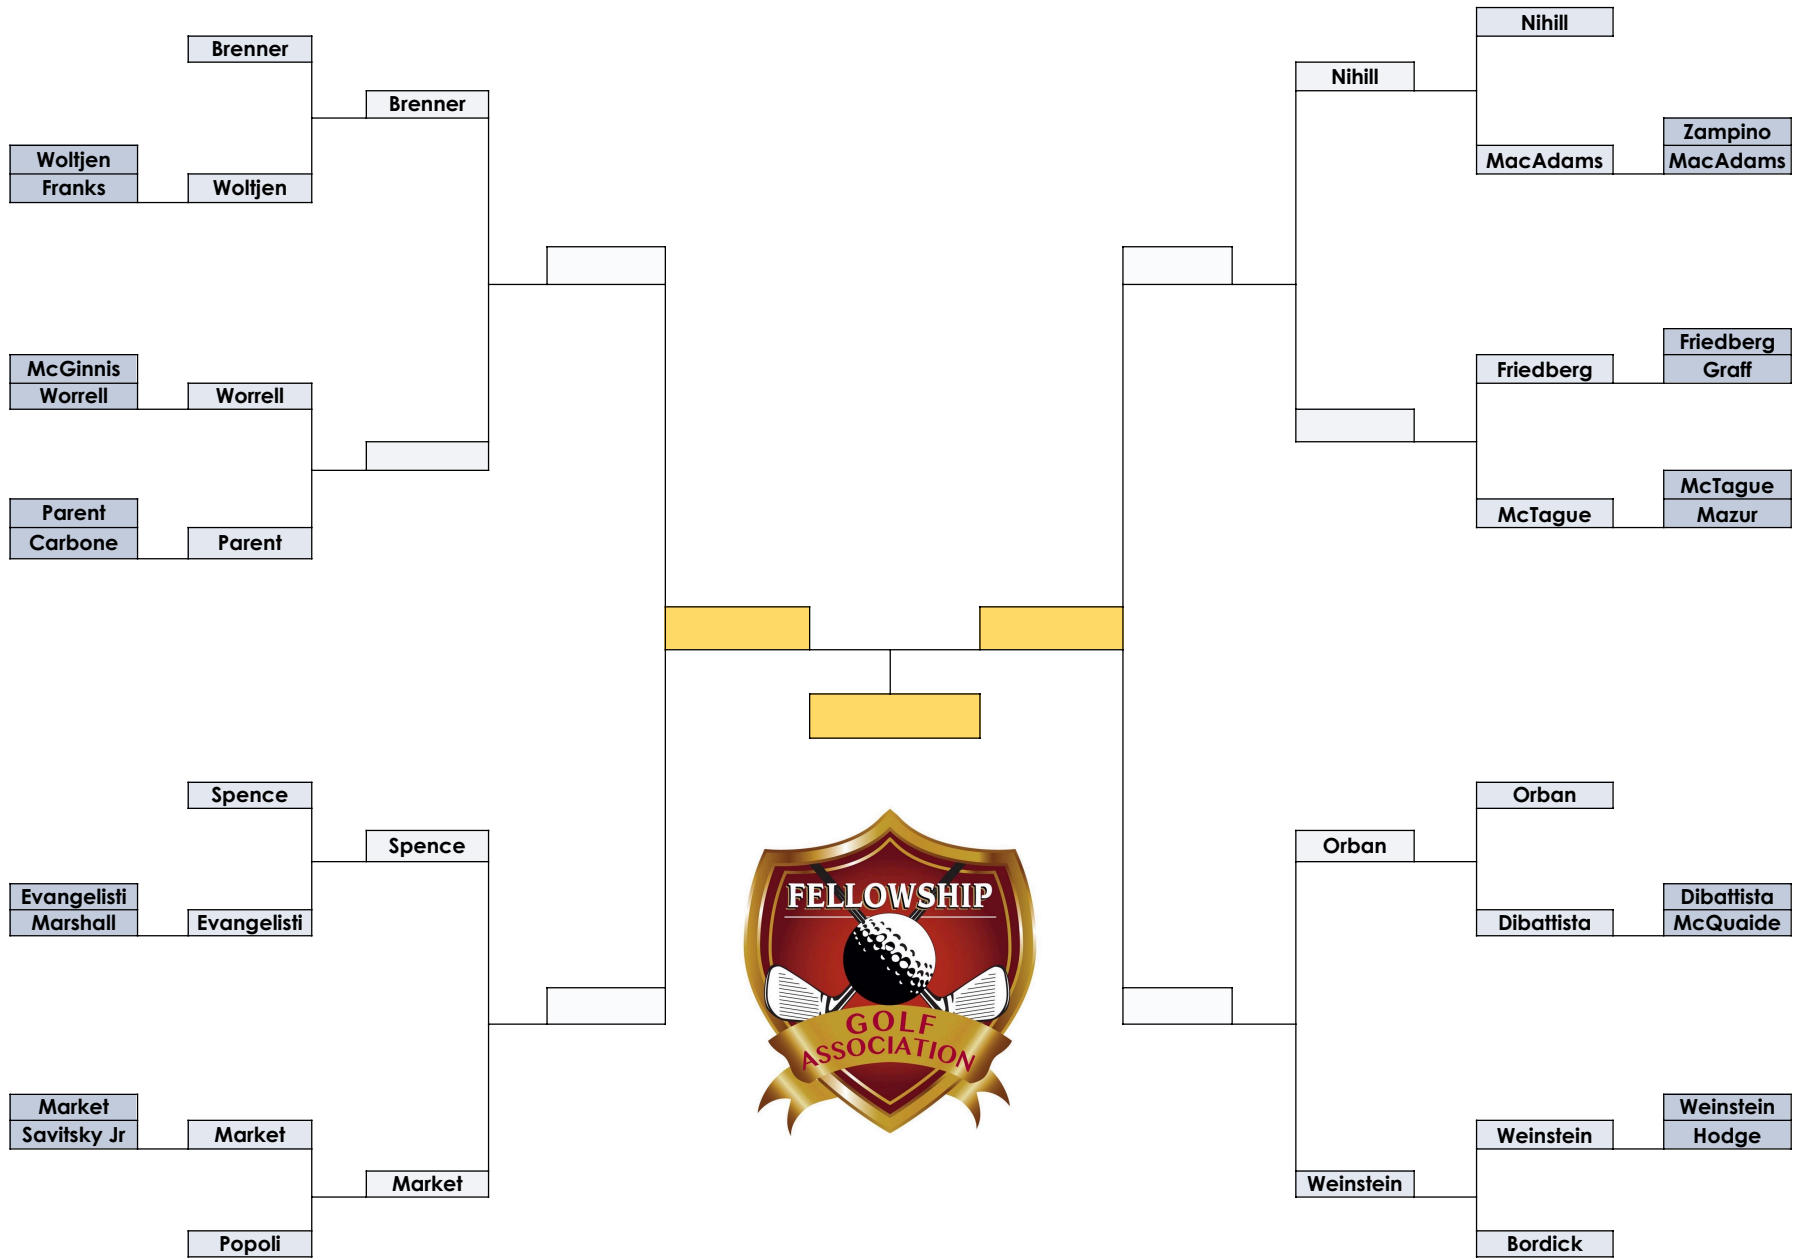 Nihill
Brenner
Nihill
Brenner
Zampino
Woltjen
MacAdams
MacAdams
Franks
Woltjen
Friedberg
McGinnis
Friedberg
Graff
Worrell
Worrell
McTague
Parent
McTague
Mazur
Carbone
Parent
Spence
Orban
Spence
Orban
FELLOWSHIP
Evangelisti
Dibattista
Marshall
Evangelisti
Dibattista
McQuaide
GOLF
ASSOCIATION
Market
Weinstein
Savitsky Jr
Market
Weinstein
Hodge
Market
Weinstein
Popoli
Bordick